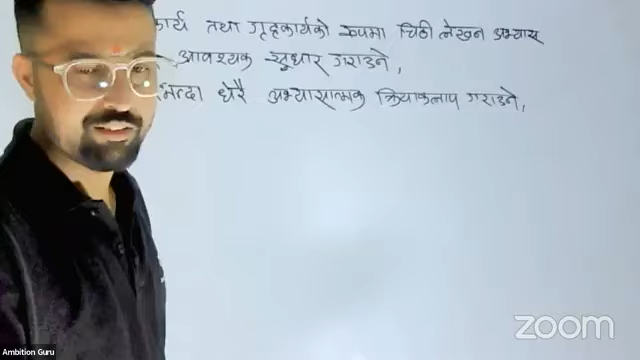 कार्य तथा गृहकार्यको रूपमा चिठी लेखन अभ्यास
आवश्यक सुधार गराउने,
भन्दा धेरै अभ्यासात्मक क्रियाकलाप गराउने,
zoom
Ambition Guru